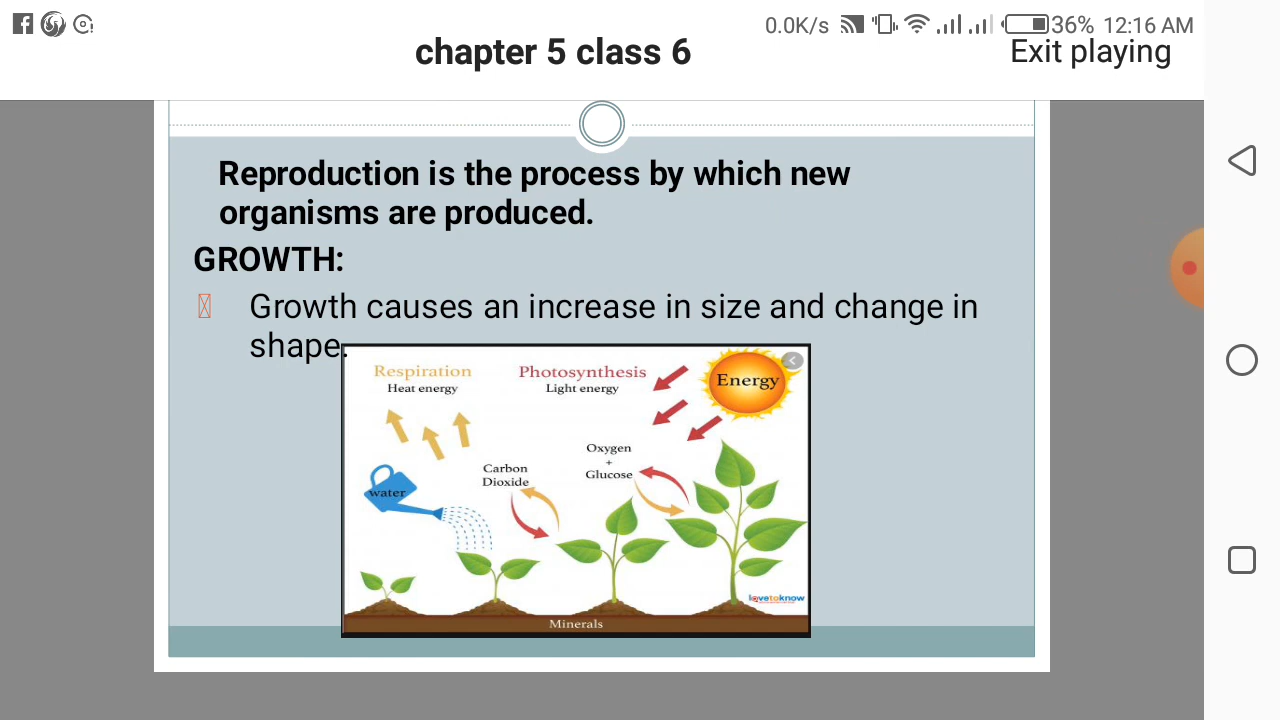 0.0K/s 36% 12:16 AM
chapter 5 class 6
Exit playing
Reproduction is the process by which new
organisms are produced.
GROWTH:
Growth causes an increase in size and change in
shape.
Respiration
Heat energy
Photosynthesis
Light energy
Energy
Oxygen
+
Glucose
Carbon
Dioxide
water
lovetoknow
Minerals